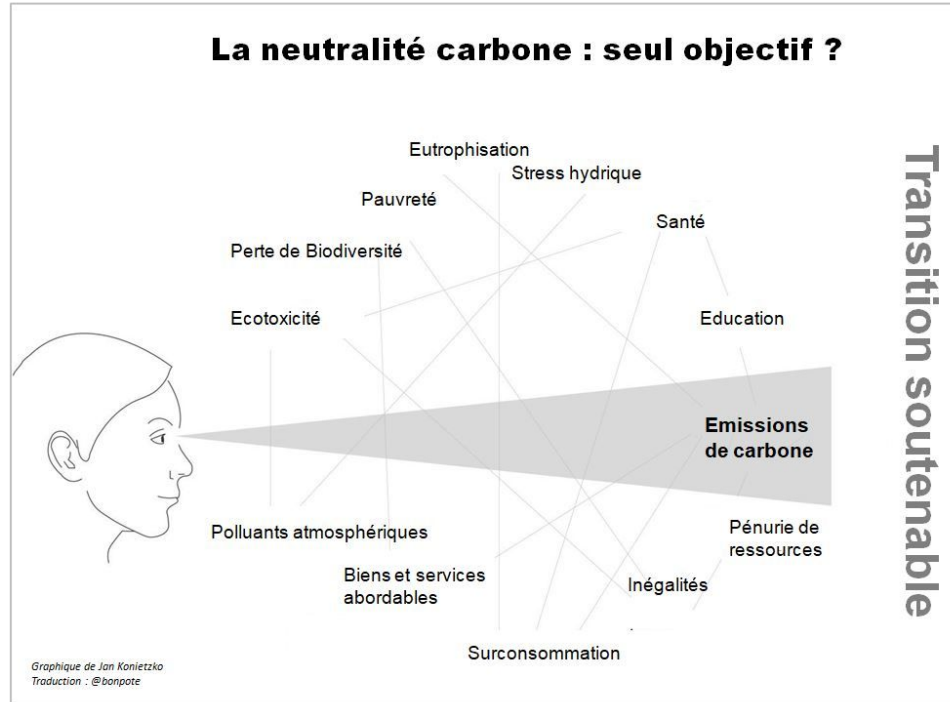 La neutralité carbone : seul objectif ?
Eutrophisation
Stress hydrique
Pauvreté
Santé
Perte de Biodiversité
Ecotoxicité
Education
Emissions
de carbone
Polluants atmosphériques
Pénurie de
ressources
Biens et services
abordables
Inégalités
Surconsommation
Transition soutenable
Graphique de Jan Konietzko
Traduction : @bonpote